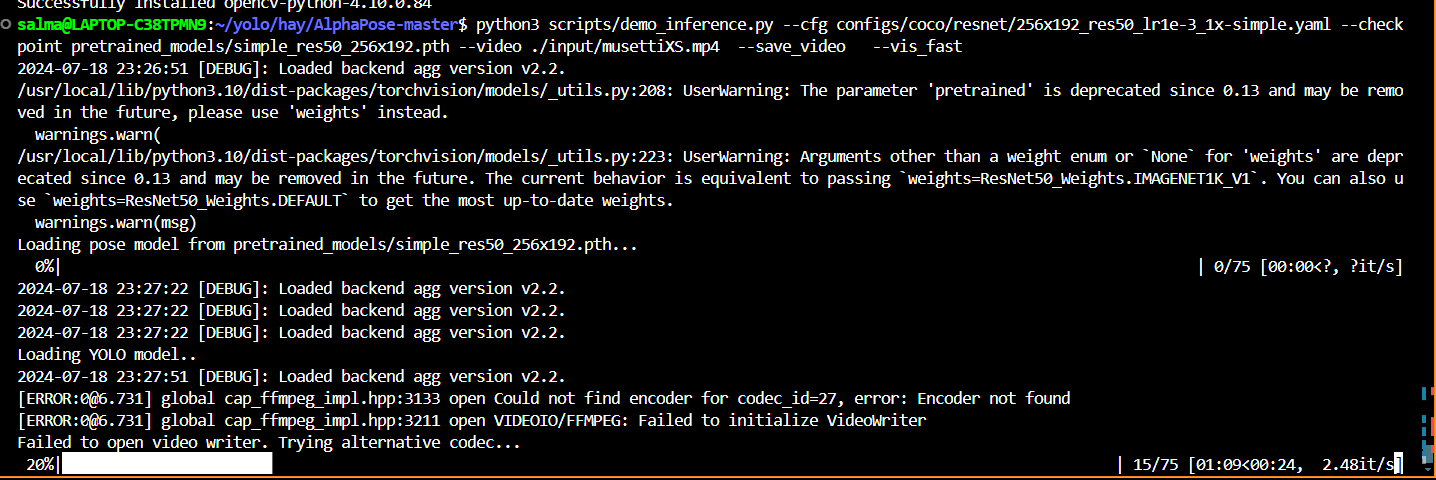 Successfully installed opencv-python-4.10.0.84
salma@LAPTOP-C38TPMN9:~/yolo/hay/AlphaPose-master$ python3 scripts/demo_inference.py --cfg configs/coco/resnet/256x192_res50_lr1e-3_1x-simple.yaml --check
point pretrained_models/simple_res50_256x192.pth --video ./input/musettiXS.mp4  --save_video   --vis_fast
2024-07-18 23:26:51 [DEBUG]: Loaded backend agg version v2.2.
/usr/local/lib/python3.10/dist-packages/torchvision/models/_utils.py:208: UserWarning: The parameter 'pretrained' is deprecated since 0.13 and may be remo
ved in the future, please use 'weights' instead.
  warnings.warn(
/usr/local/lib/python3.10/dist-packages/torchvision/models/_utils.py:223: UserWarning: Arguments other than a weight enum or `None` for 'weights' are depr
ecated since 0.13 and may be removed in the future. The current behavior is equivalent to passing `weights=ResNet50_Weights.IMAGENET1K_V1`. You can also u
se `weights=ResNet50_Weights.DEFAULT` to get the most up-to-date weights.
  warnings.warn(msg)
Loading pose model from pretrained_models/simple_res50_256x192.pth...
  0%| | 0/75 [00:00<?, ?it/s]
2024-07-18 23:27:22 [DEBUG]: Loaded backend agg version v2.2.
2024-07-18 23:27:22 [DEBUG]: Loaded backend agg version v2.2.
2024-07-18 23:27:22 [DEBUG]: Loaded backend agg version v2.2.
Loading YOLO model..
2024-07-18 23:27:51 [DEBUG]: Loaded backend agg version v2.2.
[ERROR:0@6.731] global cap_ffmpeg_impl.hpp:3133 open Could not find encoder for codec_id=27, error: Encoder not found
[ERROR:0@6.731] global cap_ffmpeg_impl.hpp:3211 open VIDEOIO/FFMPEG: Failed to initialize VideoWriter
Failed to open video writer. Trying alternative codec...
 20%| | 15/75 [01:09<00:24,  2.48it/s]